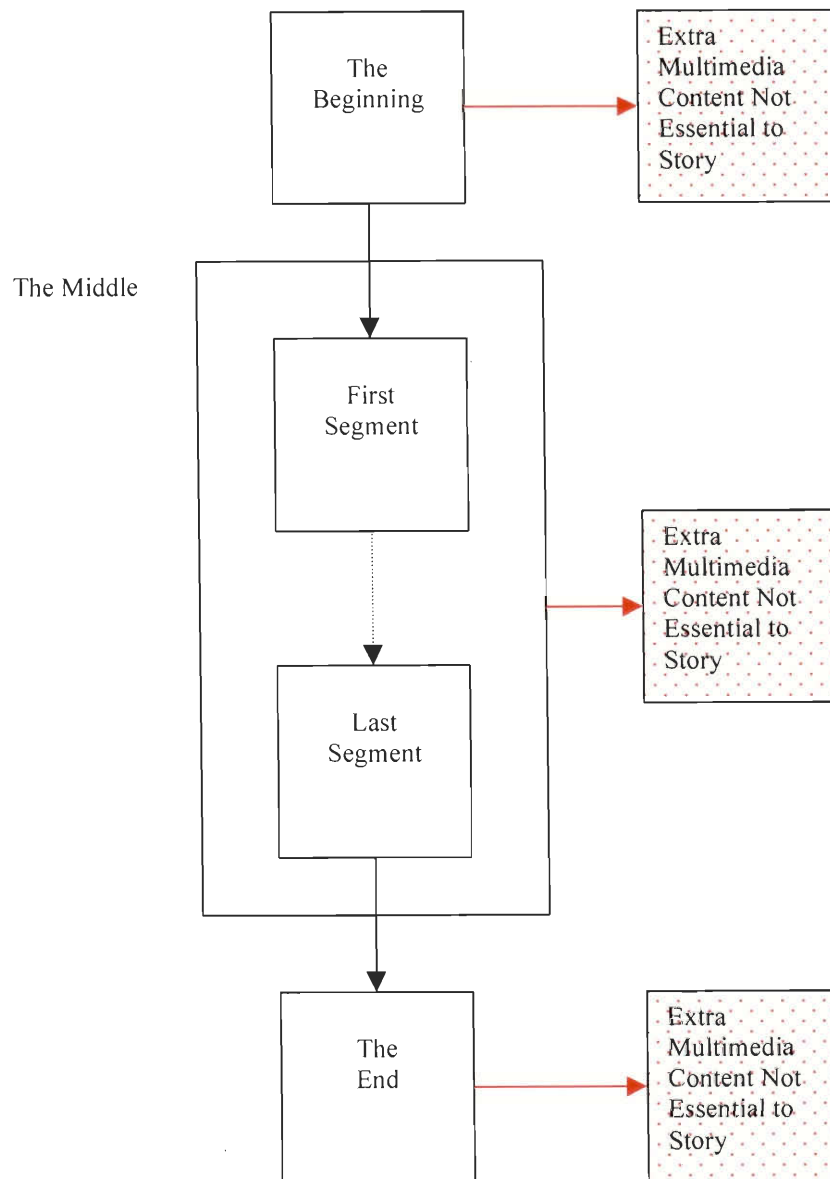 The
Beginning
Extra
Multimedia
Content Not
Essential to
Story
The Middle
First
Segment
Extra
Multimedia
Content Not
Essential to
Story
Last
Segment
The
End
Extra
Multimedia
Content Not
Essential to
Story